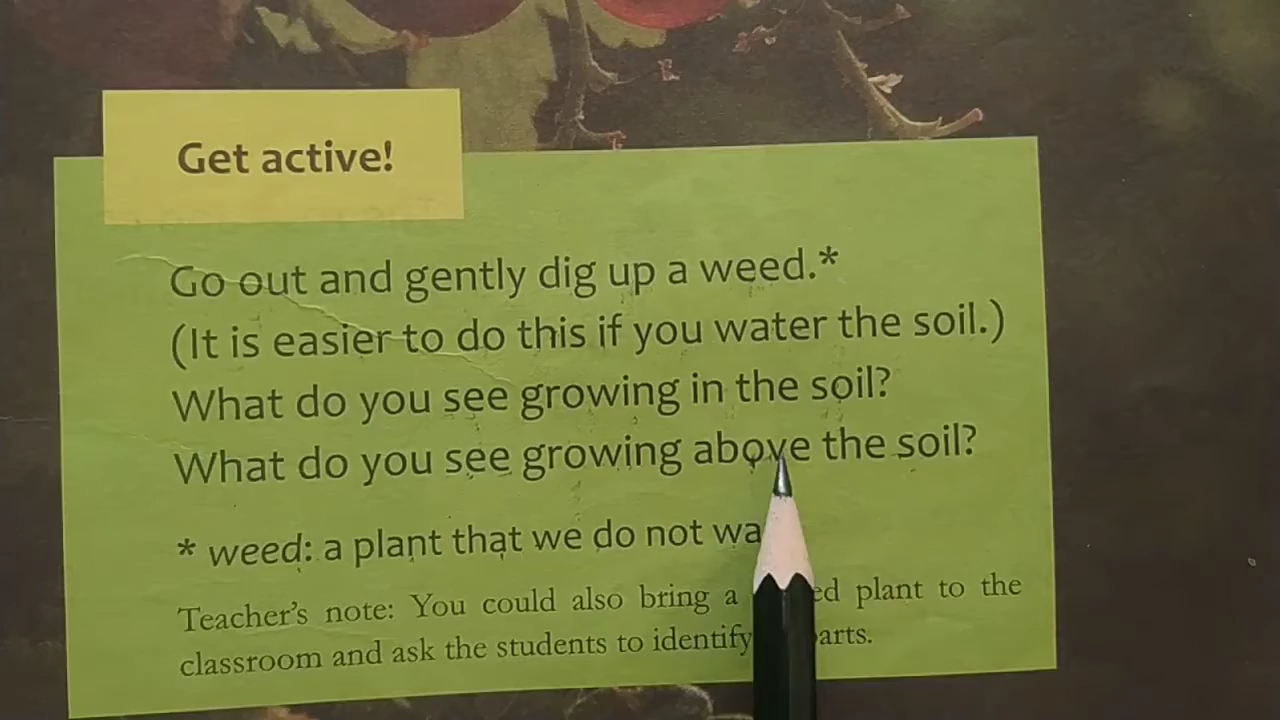 Get active!
Go out and gently dig up a weed.*
(It is easier to do this if you water the soil.)
What do you see growing in the soil?
What do you see growing above the soil?
* weed: a plant that we do not
Teacher's note: You could also bring a plant to the
classroom and ask the students to identify